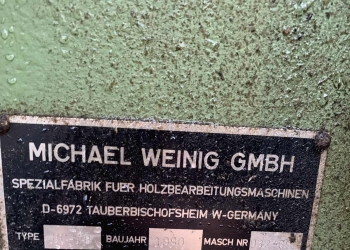 MICHAEL WEINIG GMBH
SPEZIALFABRIK FUER HOLZBEARBEITUNGSMASCHINEN
D-6972 TAUBERBISCHOFSHEIM W-GERMANY
TYPE BAUJAHR MASCH NR